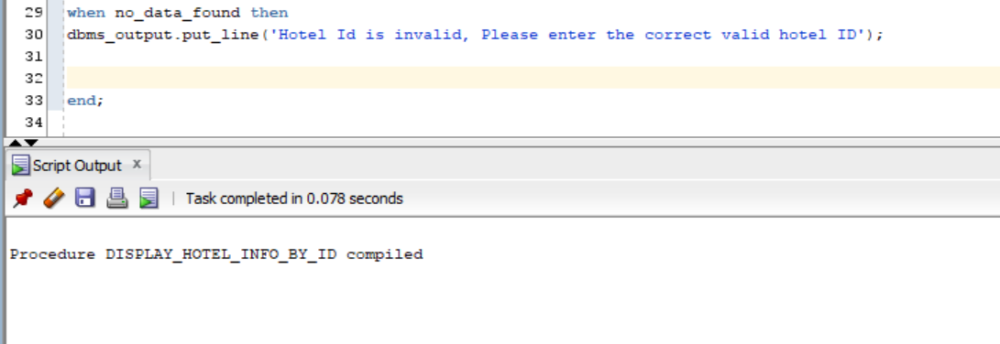 29 when no_data_found then
30 dbms_output.put_line('Hotel Id is invalid, Please enter the correct valid hotel ID');
31
32
33 end;
34
Script Output x
Task completed in 0.078 seconds
Procedure DISPLAY_HOTEL_INFO_BY_ID compiled